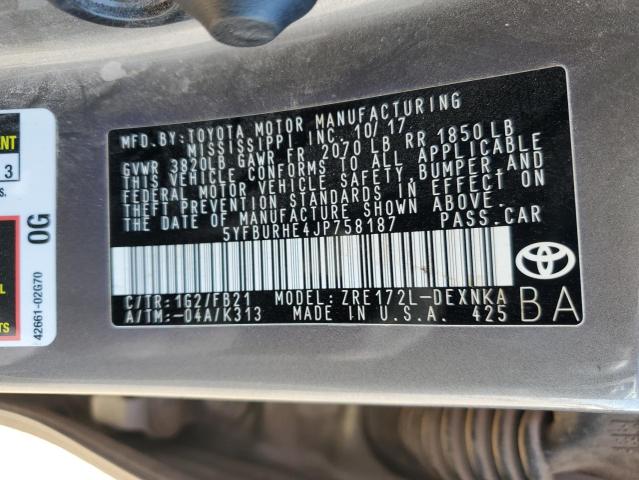 MFD.BY:TOYOTA MOTOR MANUFACTURING
MISSISSIPPI INC. 10/17
GVWR 3820LB GAWR FR 2070 LB RR 1850LB
THIS VEHICLE CONFORMS TO ALL APPLICABLE
FEDERAL MOTOR VEHICLE SAFETY, BUMPER AND
THEFT PREVENTION STANDARDS IN EFFECT ON
THE DATE OF MANUFACTURE SHOWN ABOVE.
5YFBURHE4JP758187 PASS.CAR
C/TR:1G2/FB21 MODEL: ZRE172L-DEXNKA
A/TM:-04A/K313 MADE IN U.S.A. 425
BA
3
0G
42661-02G70